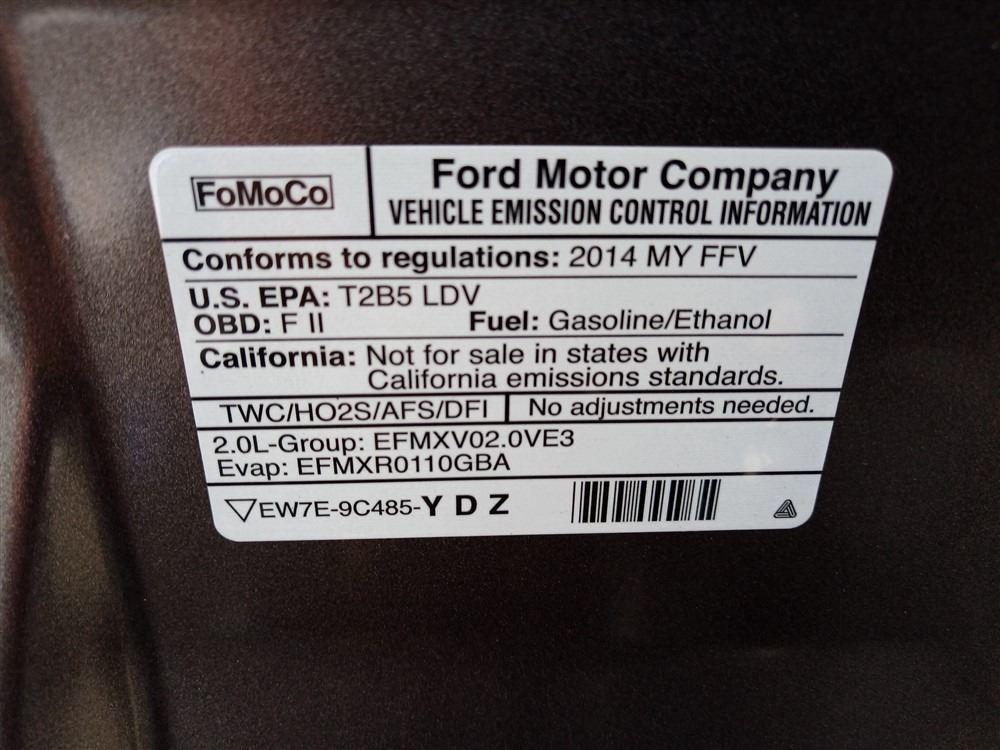 FoMoCo
Ford Motor Company
VEHICLE EMISSION CONTROL INFORMATION
Conforms to regulations: 2014 MY FFV
U.S. EPA: T2B5 LDV
OBD: F II Fuel: Gasoline/Ethanol
California: Not for sale in states with
California emissions standards.
TWC/HO2S/AFS/DFI No adjustments needed.
2.0L-Group: EFMXV02.0VE3
Evap: EFMXR0110GBA
EW7E-9C485-Y D Z